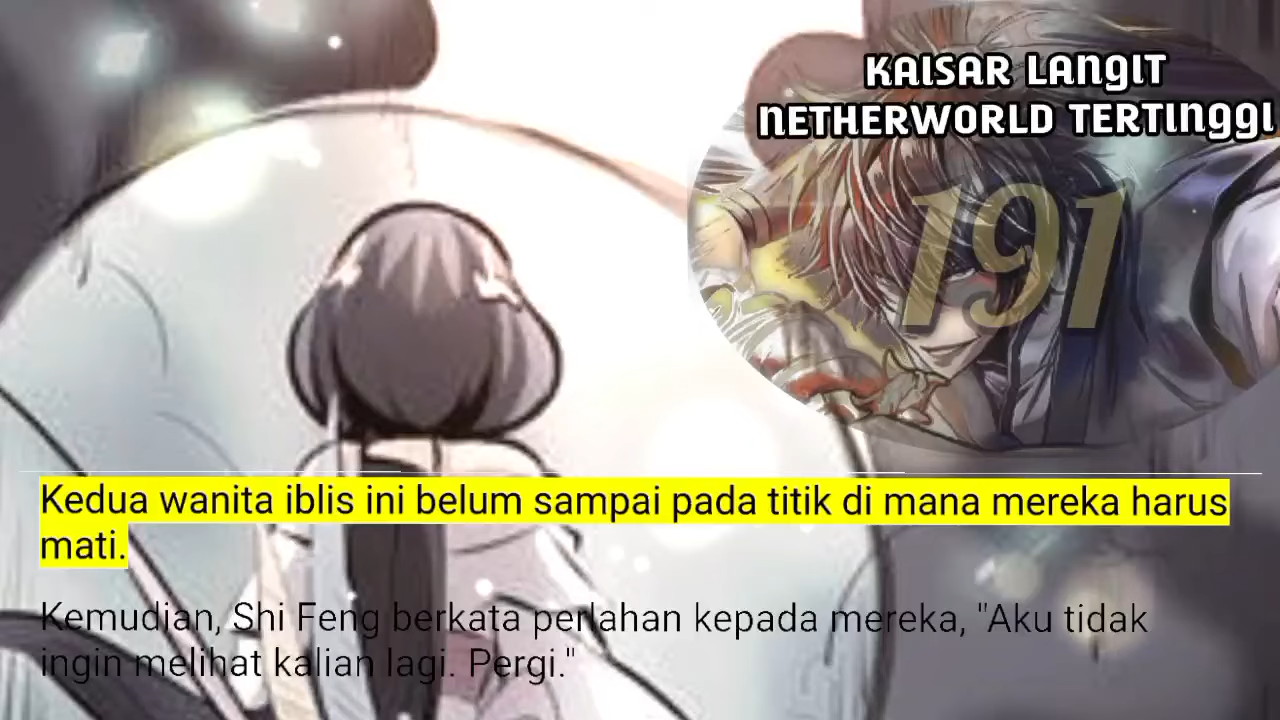 KAISAR LANGIT
NETHERWORLD TERTINGGI
191
Kedua wanita iblis ini belum sampai pada titik di mana mereka harus
mati.
Kemudian, Shi Feng berkata perlahan kepada mereka, "Aku tidak
ingin melihat kalian lagi. Pergi."